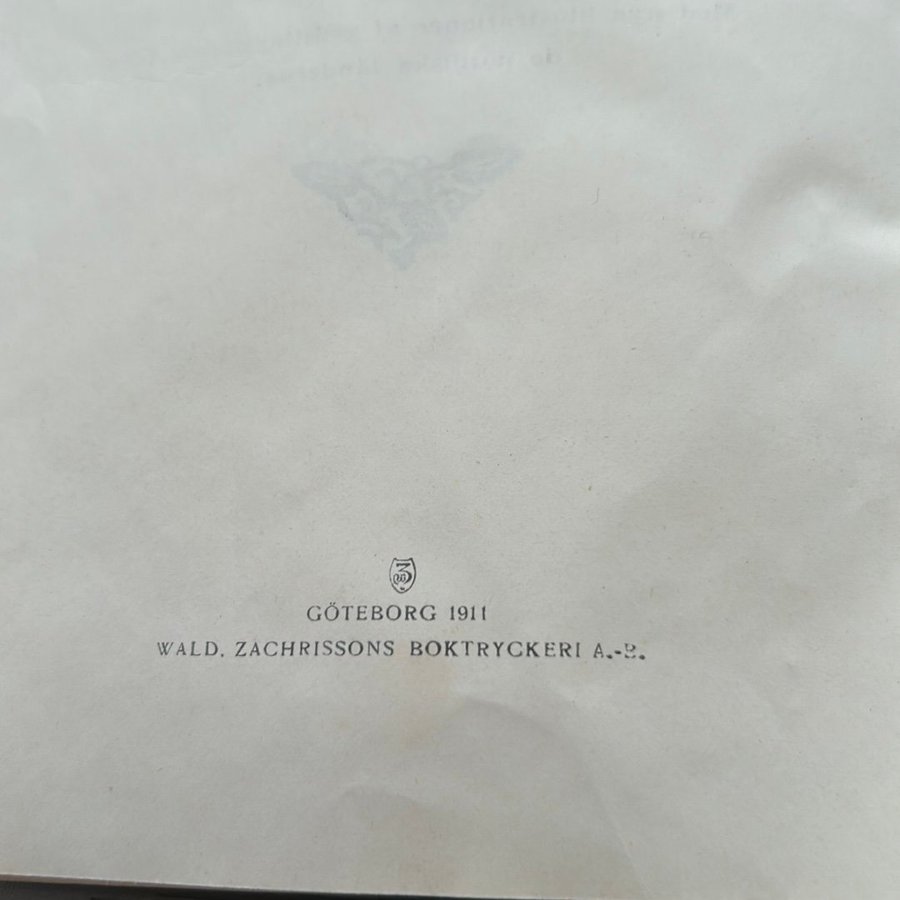 GÖTEBORG 1911
WALD. ZACHRISSONS BOKTRYCKERI A.-B.